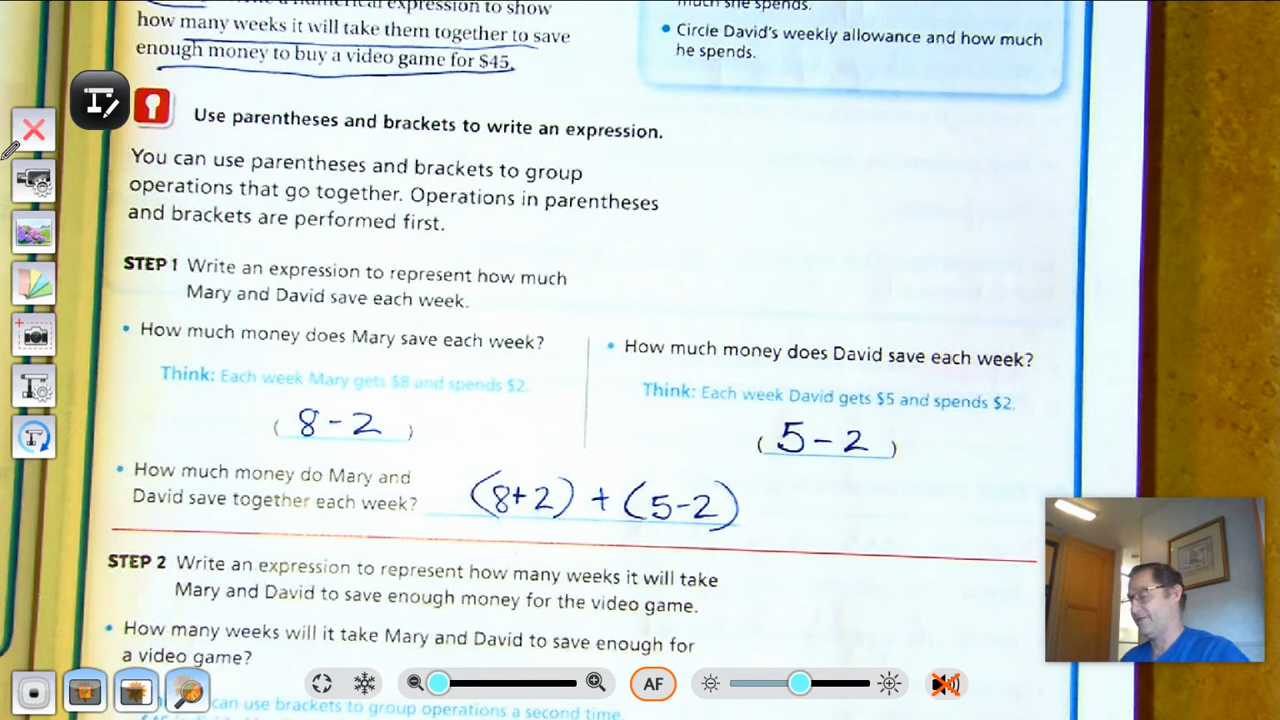 expression to show
how many weeks it will take them together to save
enough money to buy a video game for $45.
much she spends.
• Circle David's weekly allowance and how much
he spends.
Use parentheses and brackets to write an expression.
You can use parentheses and brackets to group
operations that go together. Operations in parentheses
and brackets are performed first.
STEP 1 Write an expression to represent how much
Mary and David save each week.
• How much money does Mary save each week?
Think: Each week Mary gets $8 and spends $2.
( 8 - 2 )
• How much money does David save each week?
Think: Each week David gets $5 and spends $2.
( 5 - 2 )
• How much money do Mary and
David save together each week? (8+2) + (5-2)
STEP 2 Write an expression to represent how many weeks it will take
Mary and David to save enough money for the video game.
• How many weeks will it take Mary and David to save enough for
a video game?
can use brackets to group operations a second time.
AF